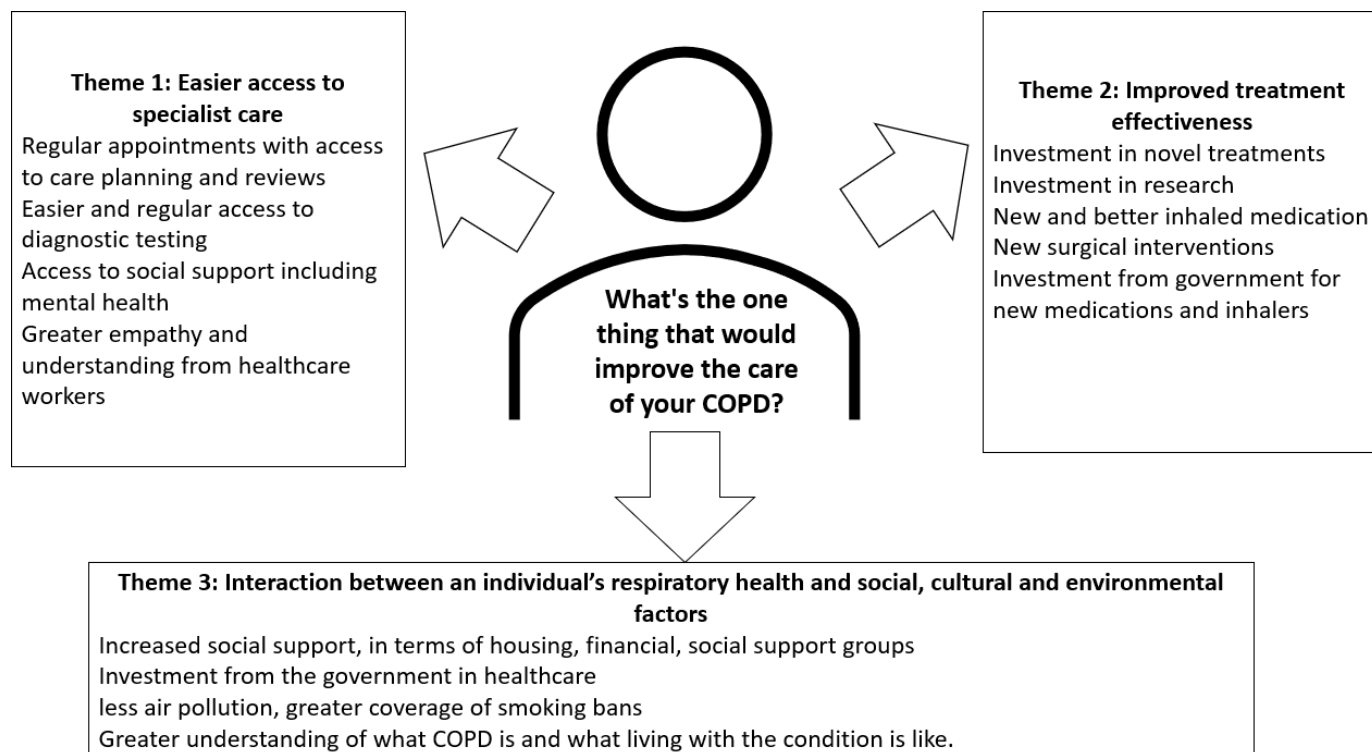 Theme 1: Easier access to
specialist care
Regular appointments with access
to care planning and reviews
Easier and regular access to
diagnostic testing
Access to social support including
mental health
Greater empathy and
understanding from healthcare
workers
What's the one
thing that would
improve the care
of your COPD?
Theme 2: Improved treatment
effectiveness
Investment in novel treatments
Investment in research
New and better inhaled medication
New surgical interventions
Investment from government for
new medications and inhalers
Theme 3: Interaction between an individual’s respiratory health and social, cultural and environmental
factors
Increased social support, in terms of housing, financial, social support groups
Investment from the government in healthcare
less air pollution, greater coverage of smoking bans
Greater understanding of what COPD is and what living with the condition is like.